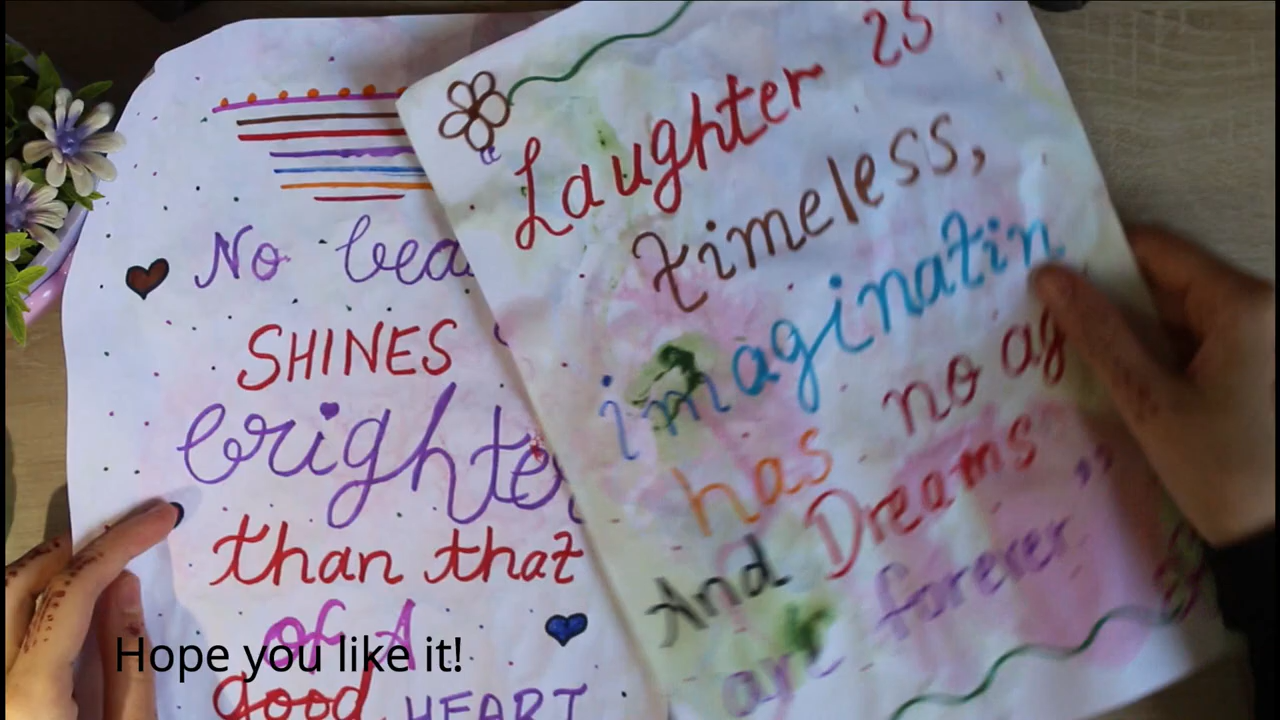 No bea
SHINES
brighter
than that
of A
good HEART
Laughter is
timeless,
imaginatin
has no ag
And Dreams
are forever,,
Hope you like it!